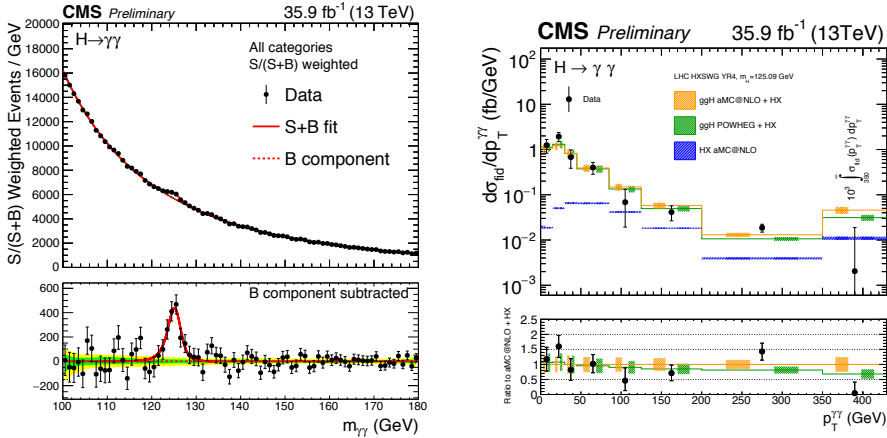 CMS Preliminary 35.9 fb⁻¹ (13 TeV)
S/(S+B) Weighted Events / GeV
20000
18000
16000
14000
12000
10000
8000
6000
4000
2000
0
H→γγ
All categories
S/(S+B) weighted
Data
S+B fit
B component
B component subtracted
600
400
200
0
−200
100 110 120 130 140 150 160 170 180
m_γγ (GeV)
CMS Preliminary 35.9 fb⁻¹ (13TeV)
dσ_fid/dp_T^γγ (fb/GeV)
10²
10
1
10⁻¹
10⁻²
10⁻³
H → γ γ
LHC HXSWG YR4, m_H=125.09 GeV
Data
ggH aMC@NLO + HX
ggH POWHEG + HX
HX aMC@NLO
Ratio to aMC@NLO + HX
2.5
2
1.5
1
0.5
0
0 50 100 150 200 250 300 350 400
p_T^γγ (GeV)